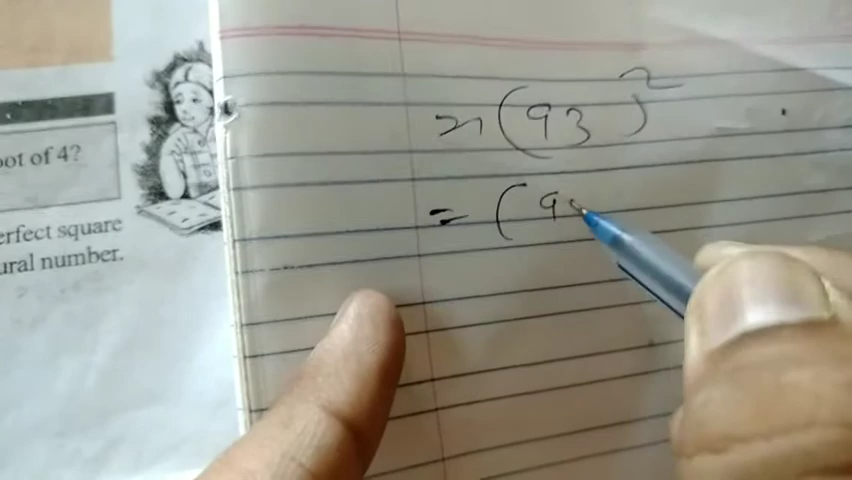 oot of 4?
erfect square
ural number.
(93)²
= (9